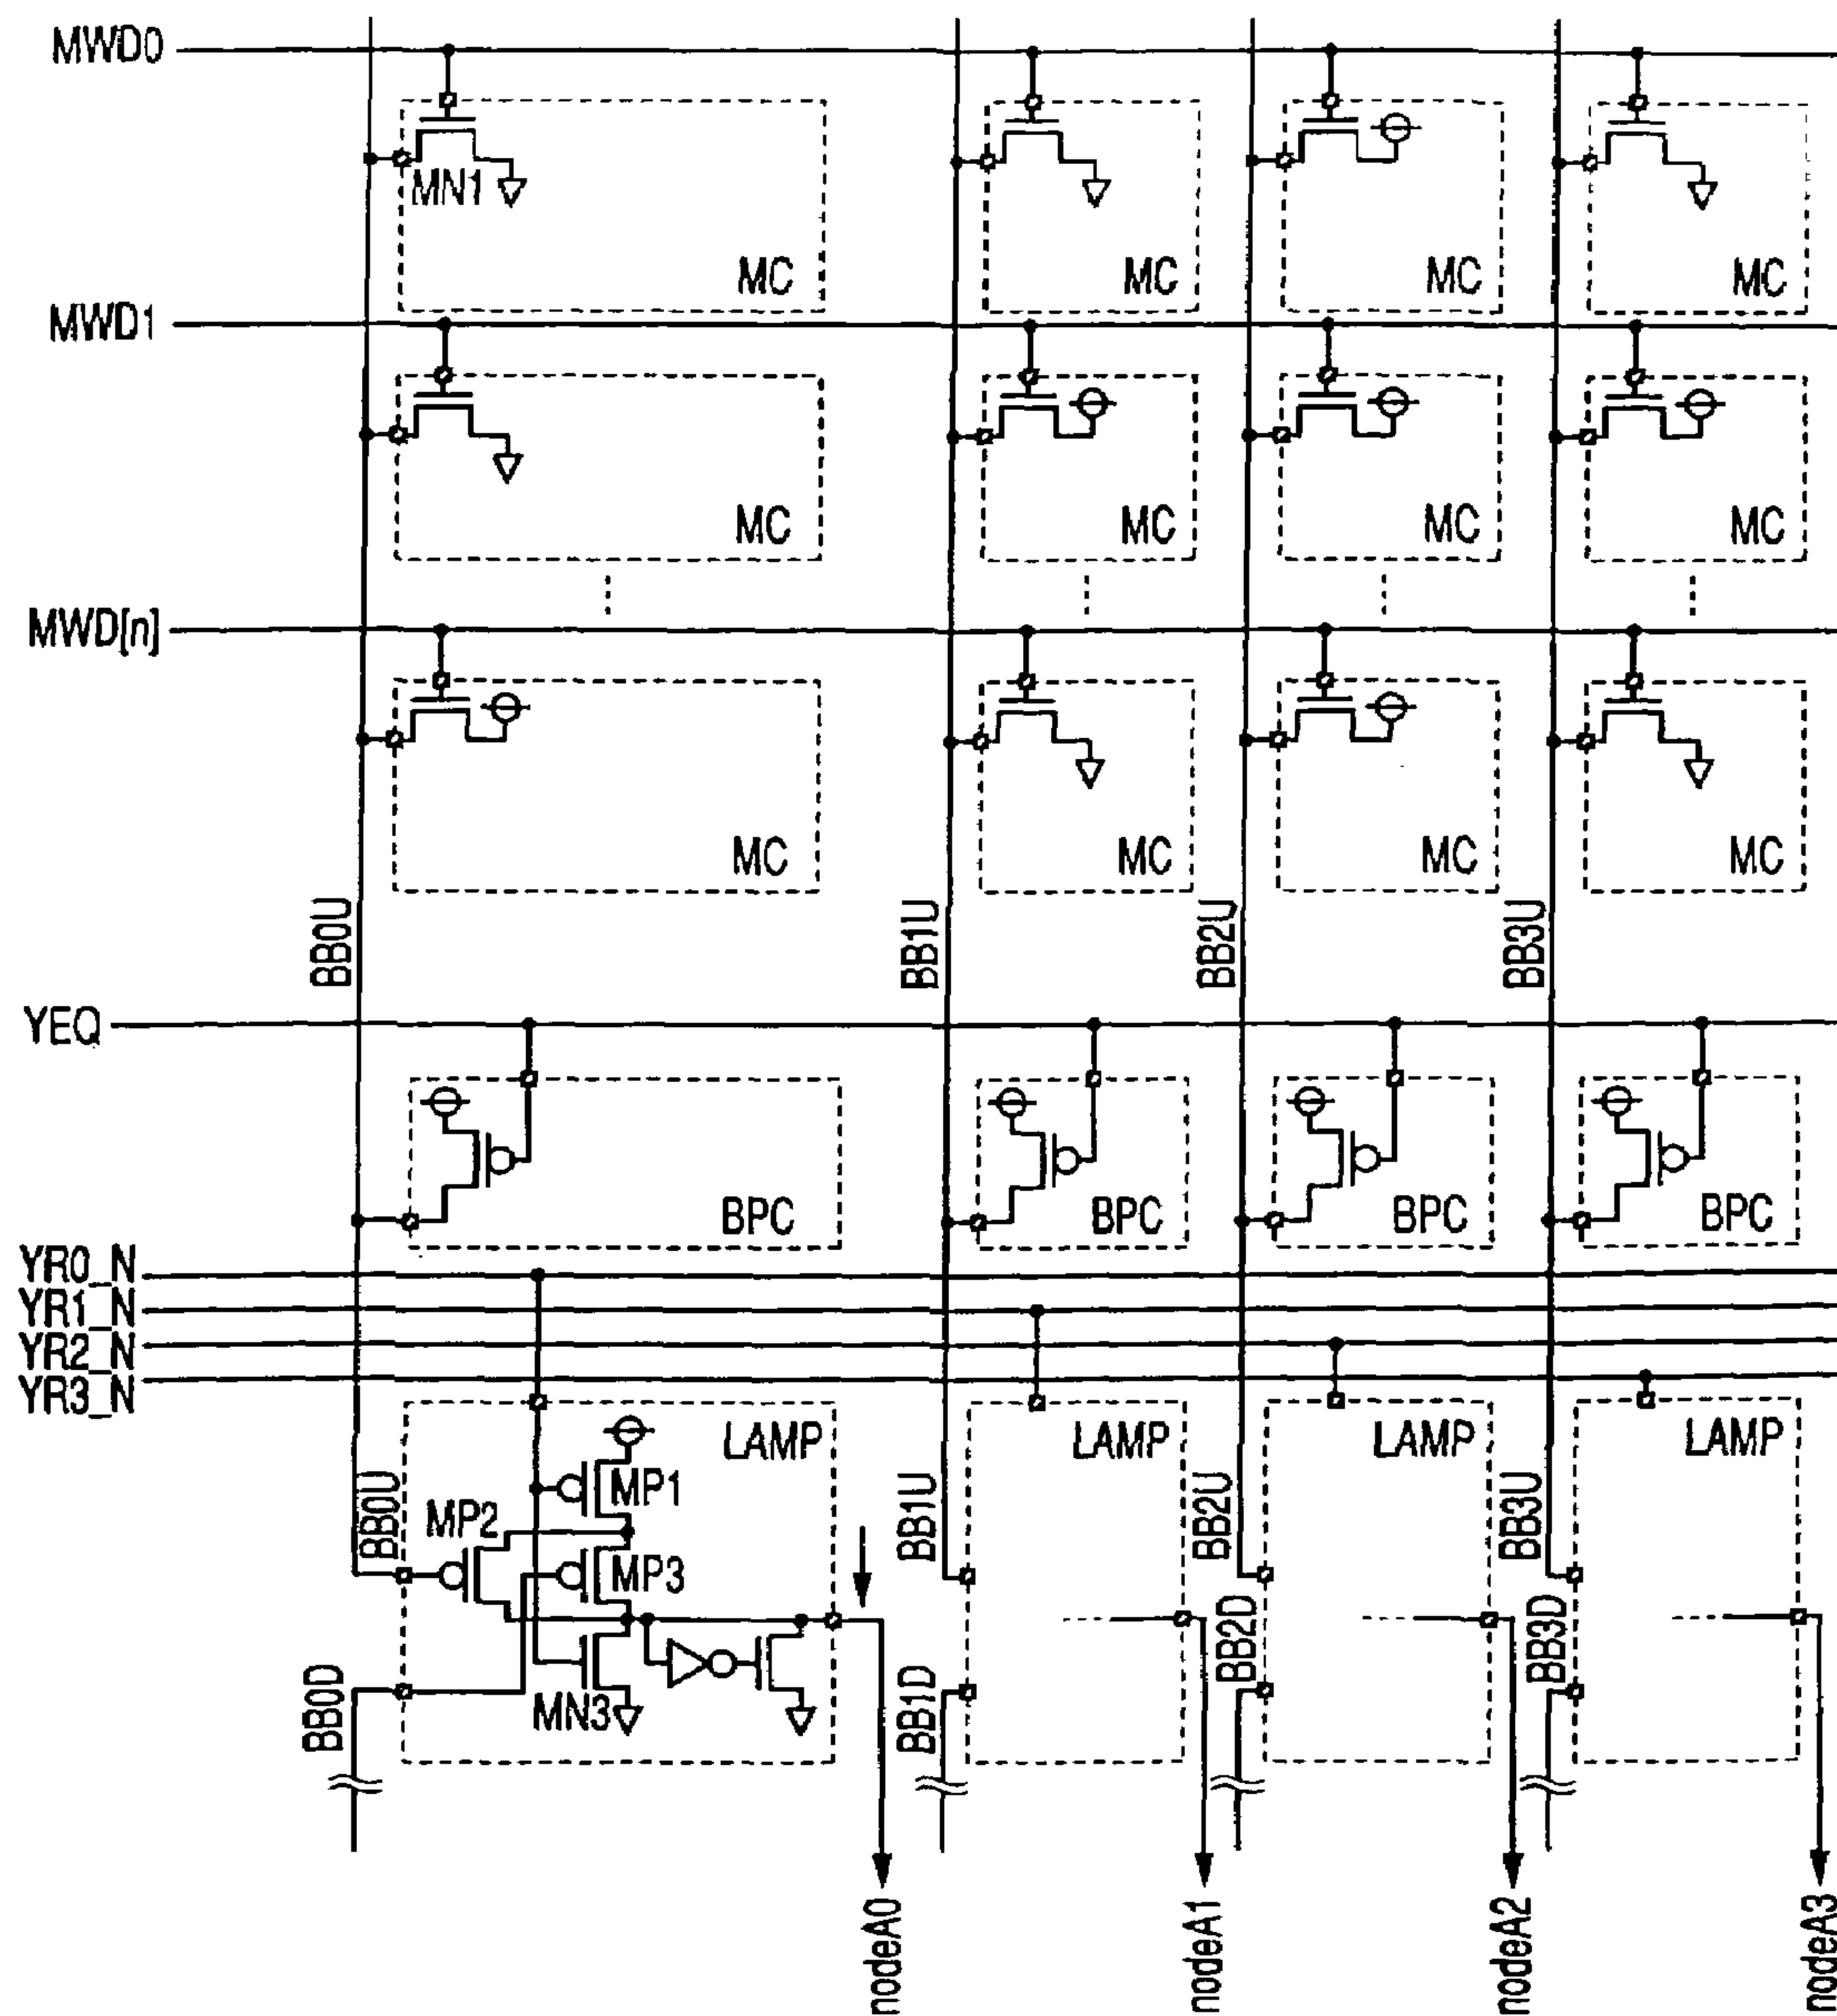 MWD0
MN1
MC MC MC MC
MWD1
MC MC MC MC
MWD[n]
MC MC MC MC
BB0U BB1U BB2U BB3U
YEQ
BPC BPC BPC BPC
YR0_N
YR1_N
YR2_N
YR3_N
LAMP LAMP LAMP LAMP
BB0U MP2 MP1 BB1U BB2U BB3U
MP3
BB0D MN3 BB1D BB2D BB3D
nodeA0 nodeA1 nodeA2 nodeA3